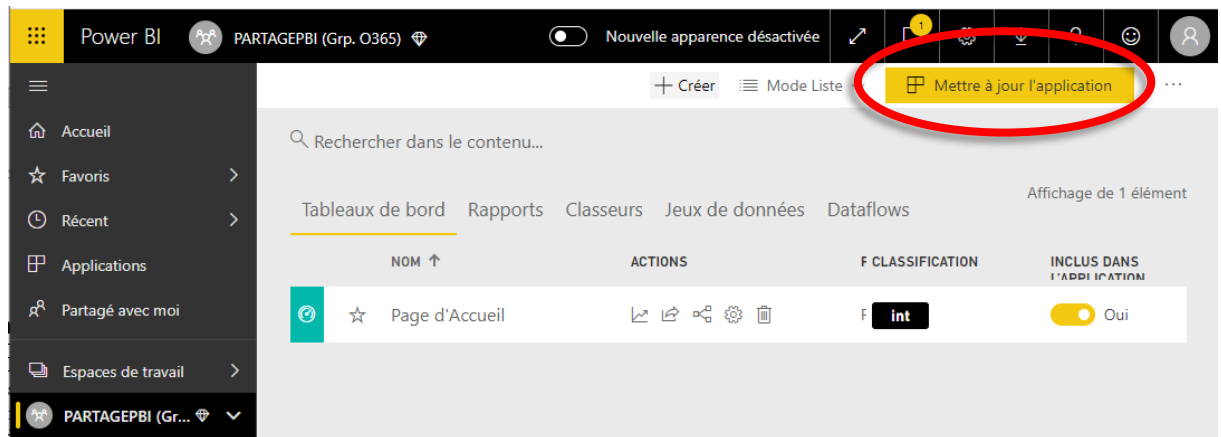 Power BI PARTAGEPBI (Grp. O365) Nouvelle apparence désactivée 1
+ Créer Mode Liste Mettre à jour l'application ...
Accueil
Favoris
Récent
Applications
Partagé avec moi
Espaces de travail
PARTAGEPBI (Gr...
Rechercher dans le contenu...
Affichage de 1 élément
Tableaux de bord Rapports Classeurs Jeux de données Dataflows
NOM ACTIONS CLASSIFICATION INCLUS DANS
L'APPLICATION
Page d'Accueil int Oui